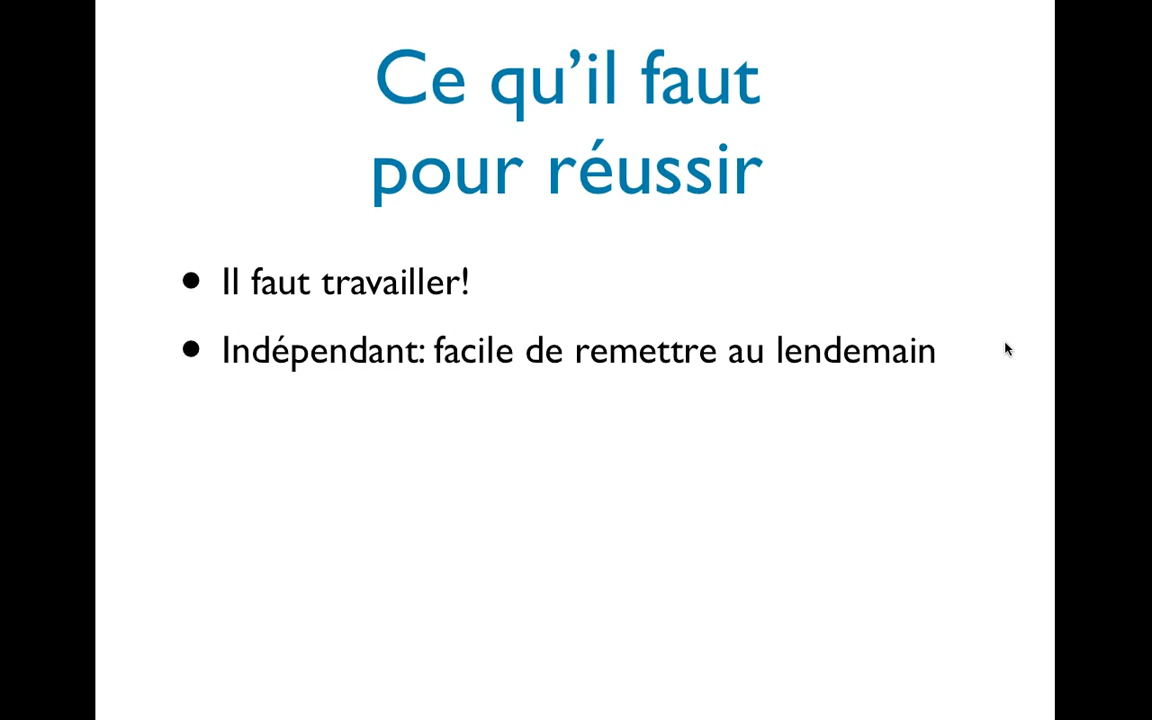 Ce qu’il faut
pour réussir
• Il faut travailler!
• Indépendant: facile de remettre au lendemain